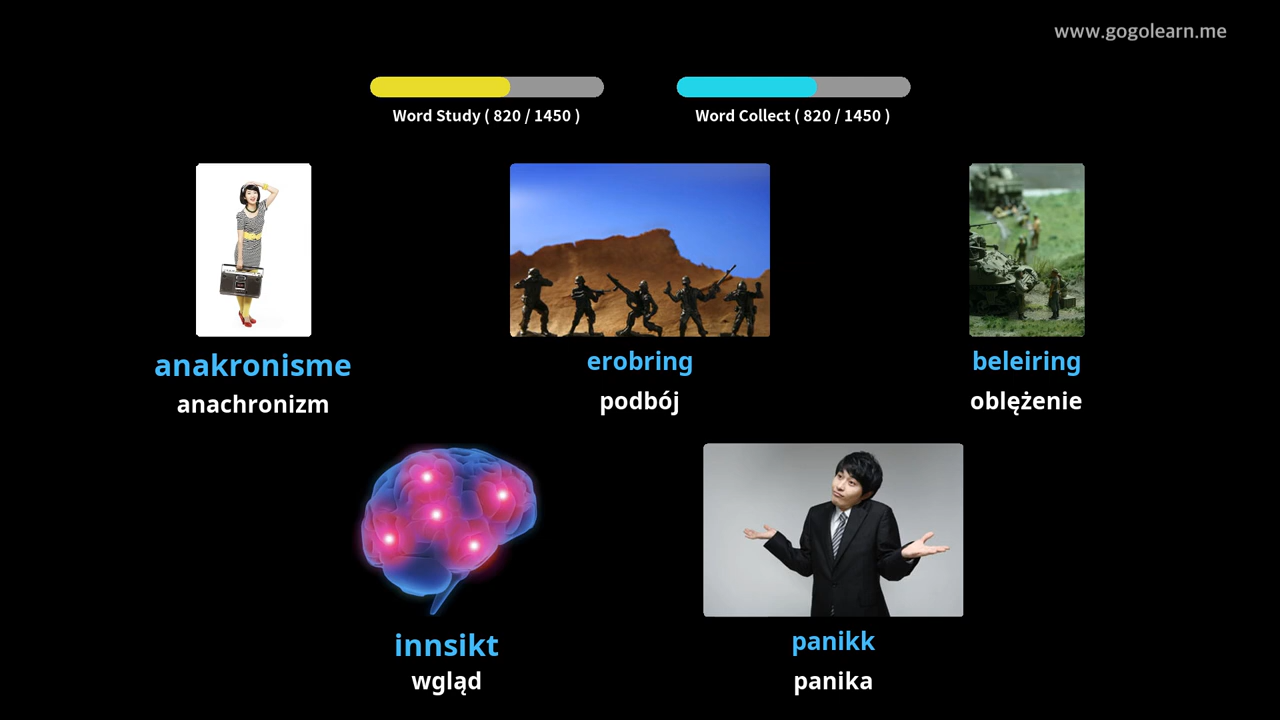 www.gogolearn.me
Word Study ( 820 / 1450 )
Word Collect ( 820 / 1450 )
anakronisme
anachronizm
erobring
podbój
beleiring
oblężenie
innsikt
wgląd
panikk
panika